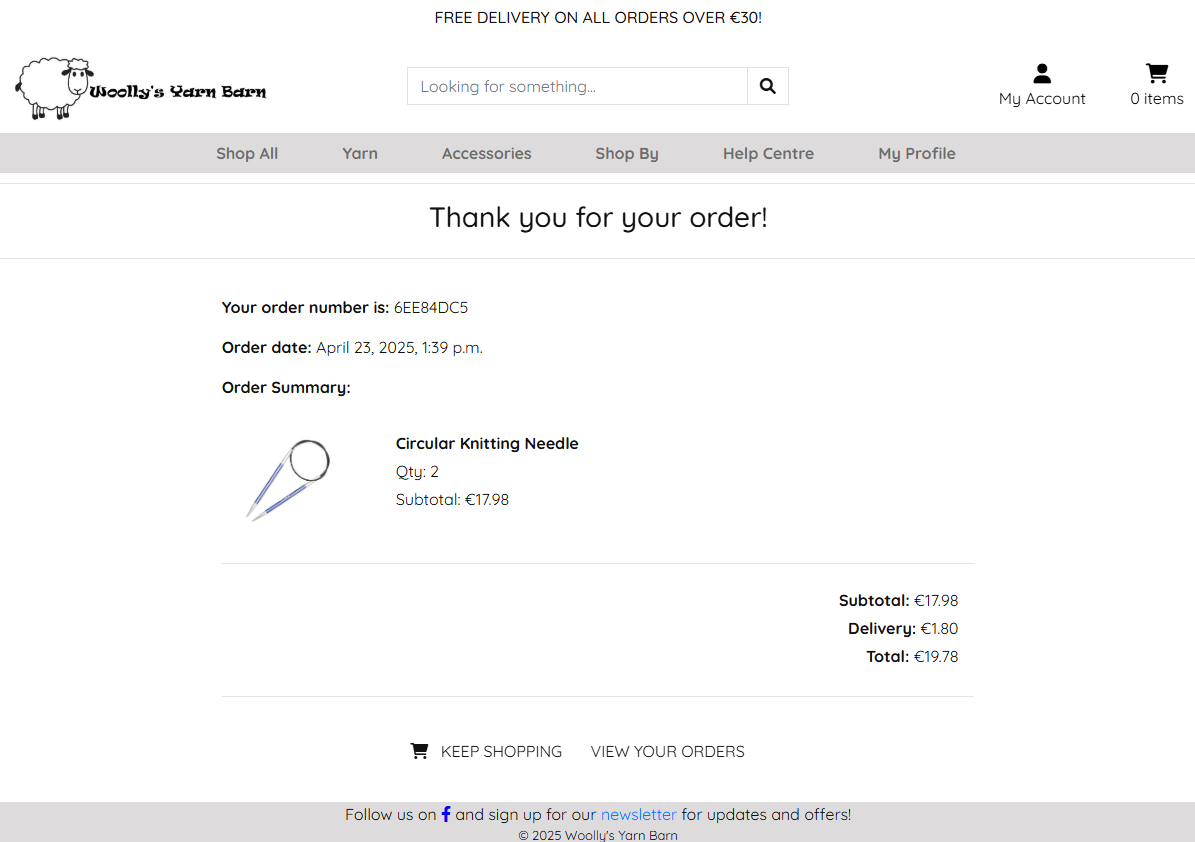 FREE DELIVERY ON ALL ORDERS OVER €30!
Woolly's Yarn Barn
Looking for something...
My Account
0 items
Shop All
Yarn
Accessories
Shop By
Help Centre
My Profile
Thank you for your order!
Your order number is: 6EE84DC5
Order date: April 23, 2025, 1:39 p.m.
Order Summary:
Circular Knitting Needle
Qty: 2
Subtotal: €17.98
Subtotal: €17.98
Delivery: €1.80
Total: €19.78
KEEP SHOPPING
VIEW YOUR ORDERS
Follow us on f and sign up for our newsletter for updates and offers!
© 2025 Woolly's Yarn Barn